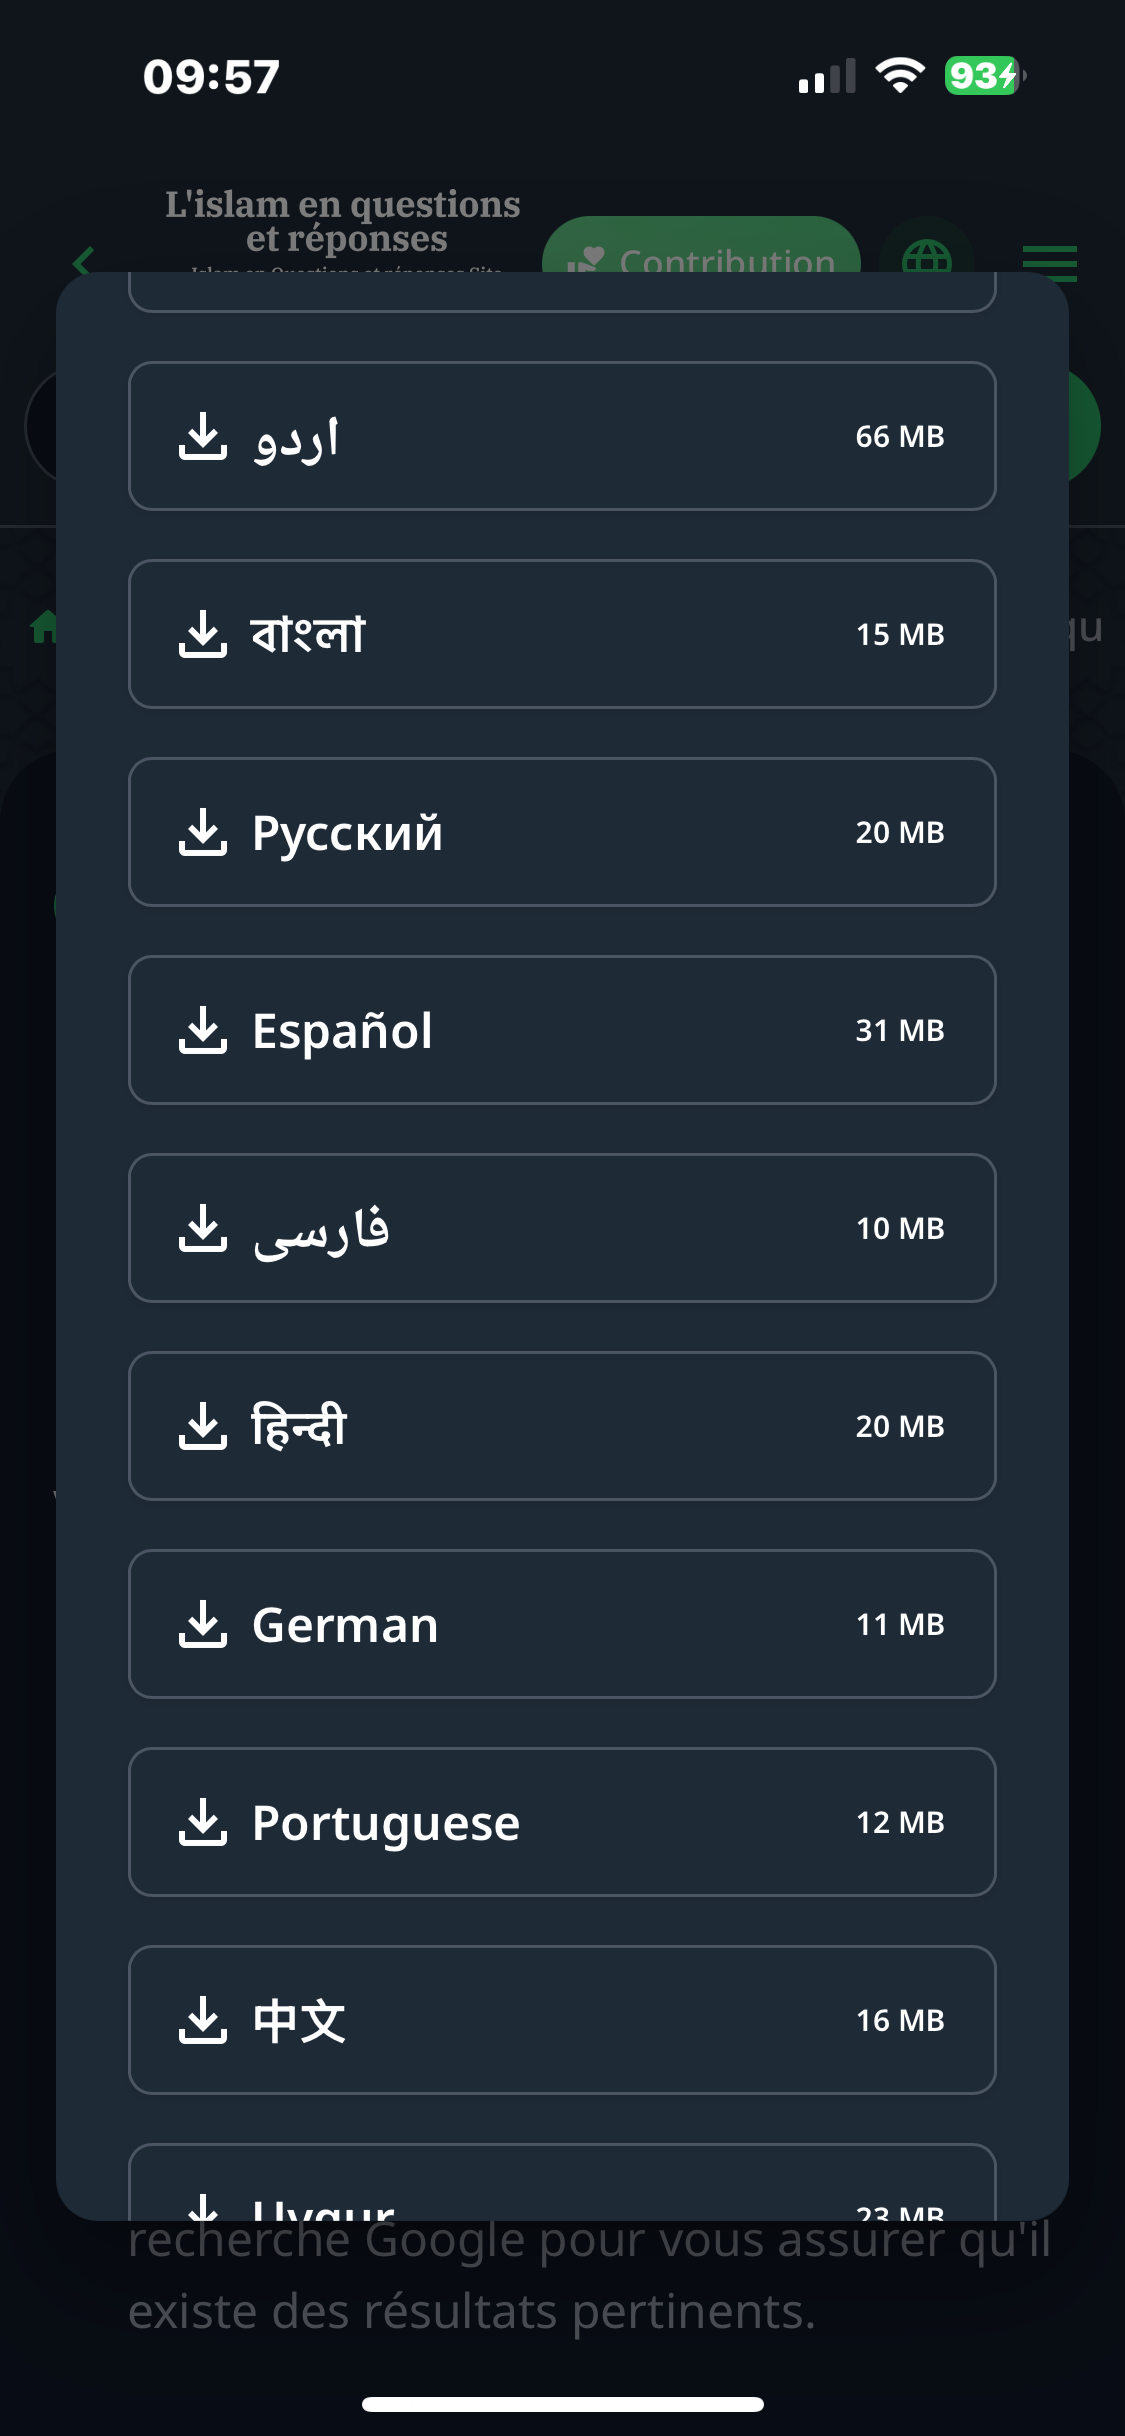 09:57
93
L'islam en questions
et réponses
Contribution
اردو
66 MB
বাংলা
15 MB
qu
Русский
20 MB
Español
31 MB
فارسی
10 MB
हिन्दी
20 MB
German
11 MB
Portuguese
12 MB
中文
16 MB
Uygur
23 MB
recherche Google pour vous assurer qu'il
existe des résultats pertinents.